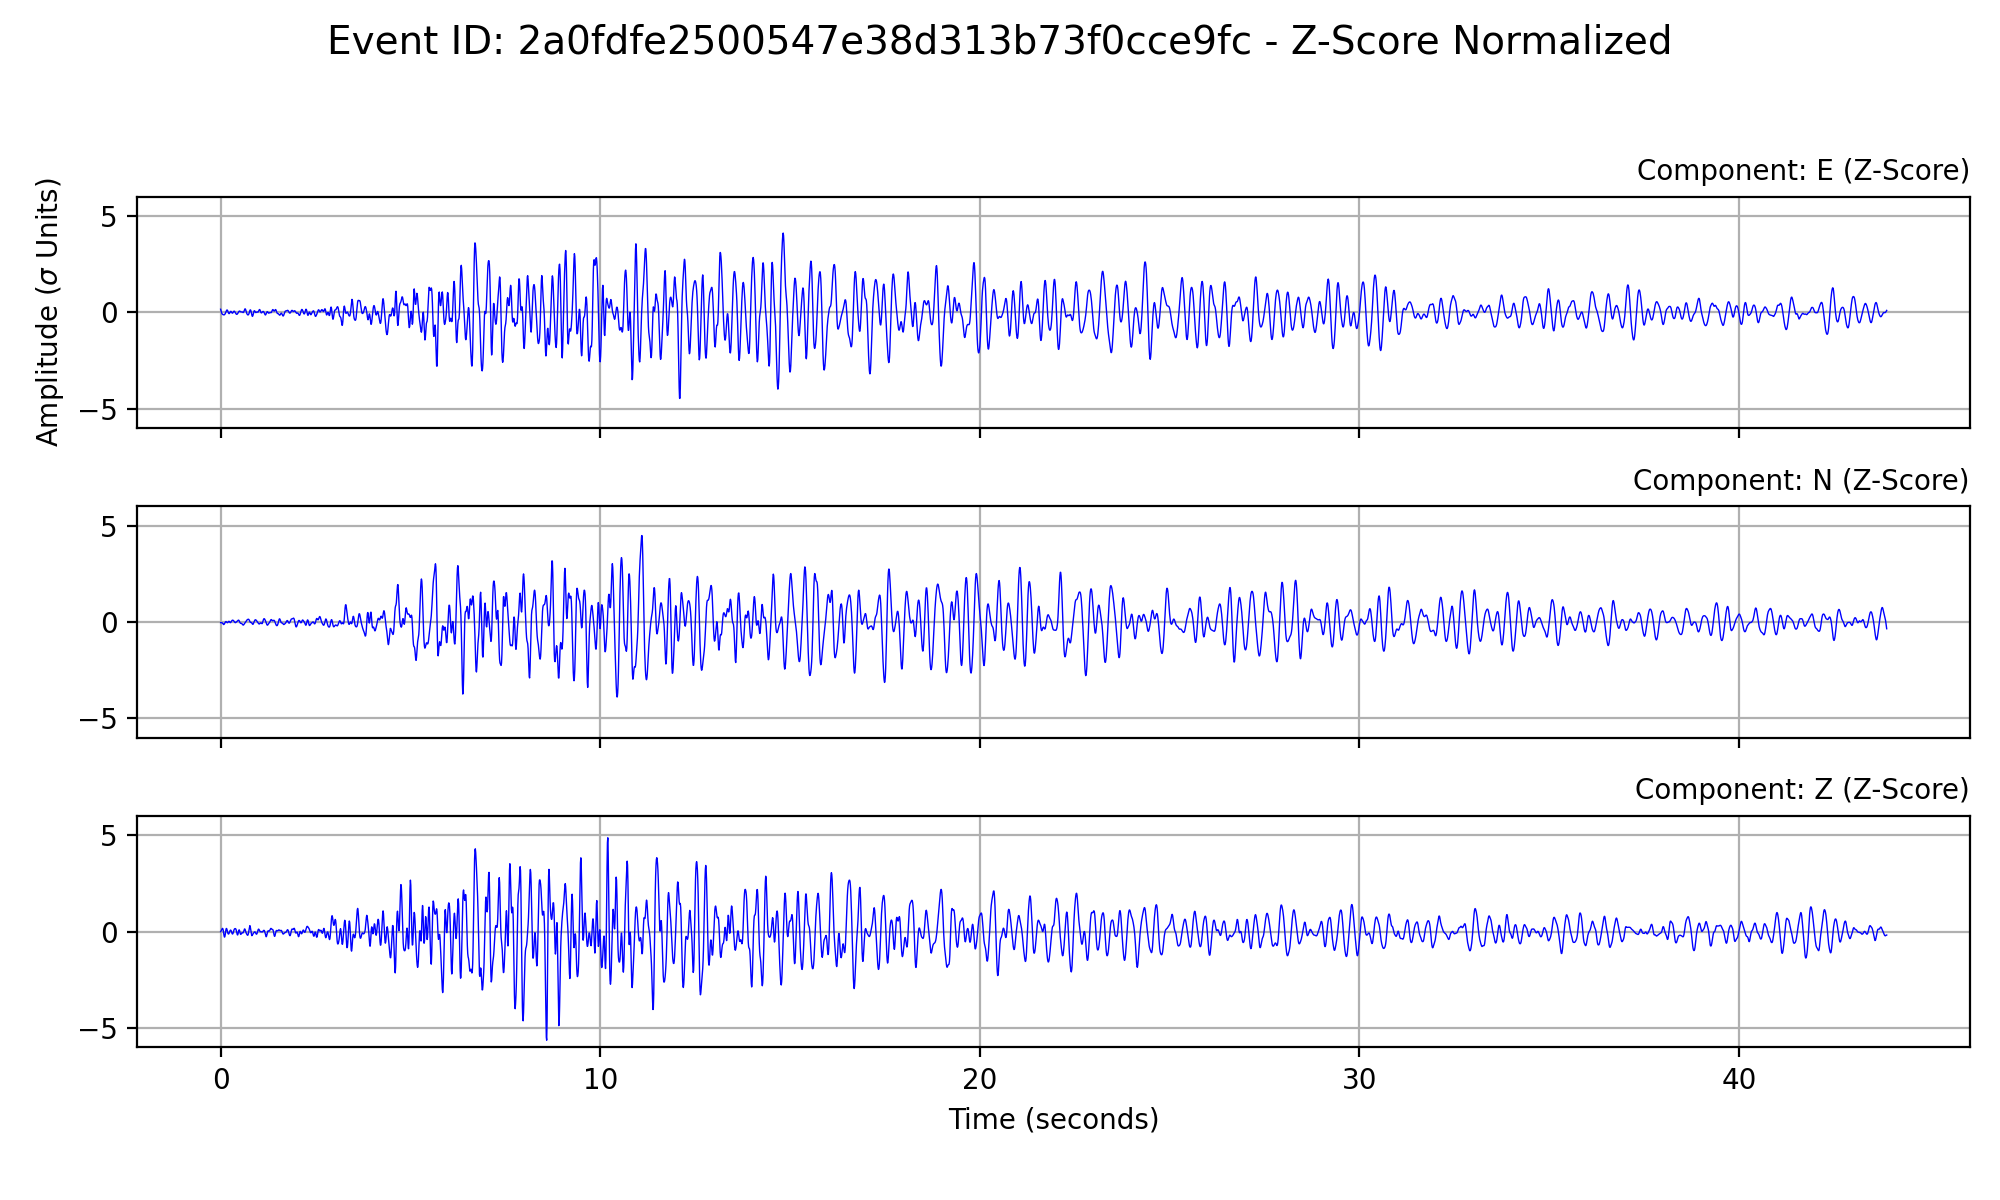 Event ID: 2a0fdfe2500547e38d313b73f0cce9fc - Z-Score Normalized
Component: E (Z-Score)
Amplitude (σ Units)
5
0
−5
Component: N (Z-Score)
5
0
−5
Component: Z (Z-Score)
5
0
−5
0 10 20 30 40
Time (seconds)